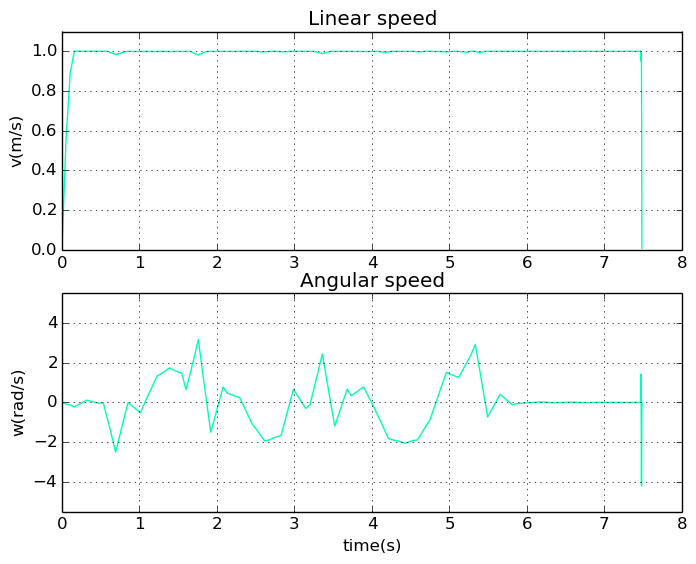 Linear speed
1.0
0.8
0.6
0.4
0.2
0.0
v(m/s)
0 1 2 3 4 5 6 7 8
Angular speed
4
2
0
−2
−4
w(rad/s)
0 1 2 3 4 5 6 7 8
time(s)